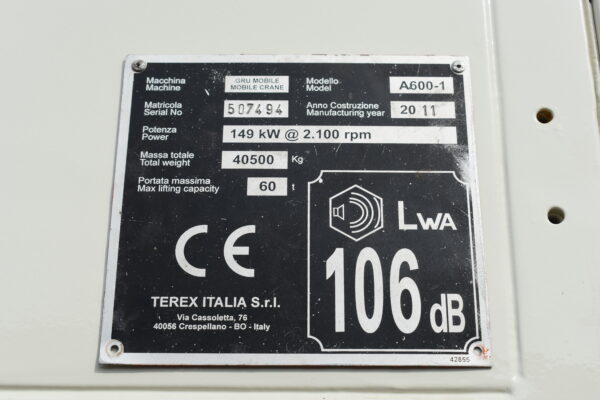 Macchina GRU MOBILE Modello A600-1
Machine MOBILE CRANE Model
Matricola 507494 Anno Costruzione 2011
Serial No Manufacturing year
Potenza 149 kW @ 2.100 rpm
Power
Massa totale 40500 Kg
Total weight
Portata massima 60 t
Max lifting capacity
LWA
CE
106 dB
TEREX ITALIA S.r.l.
Via Cassoletta, 76
40056 Crespellano - BO - Italy
42855